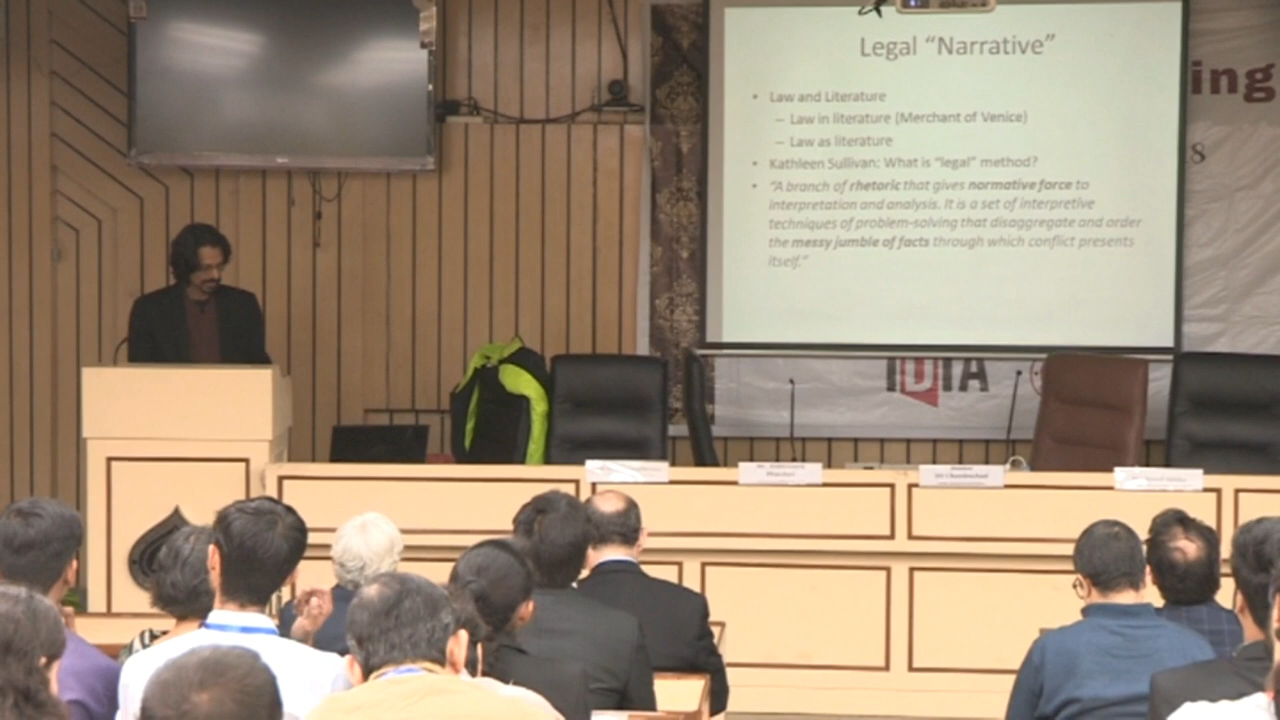 Legal “Narrative”
• Law and Literature
– Law in literature (Merchant of Venice)
– Law as literature
• Kathleen Sullivan: What is “legal” method?
• “A branch of rhetoric that gives normative force to
interpretation and analysis. It is a set of interpretive
techniques of problem-solving that disaggregate and order
the messy jumble of facts through which conflict presents
itself.”
ing
8
IDIA